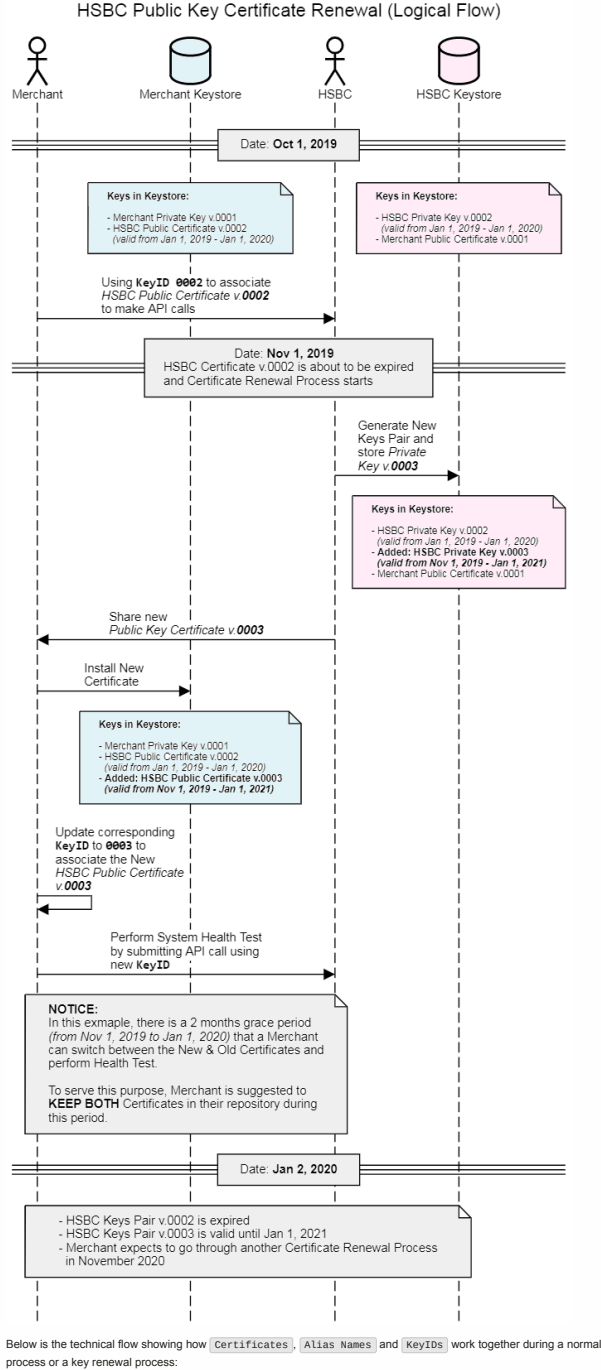 HSBC Public Key Certificate Renewal (Logical Flow)
Merchant
Merchant Keystore
HSBC
HSBC Keystore
Date: Oct 1, 2019
Keys in Keystore:
- Merchant Private Key v.0001
- HSBC Public Certificate v.0002
(valid from Jan 1, 2019 - Jan 1, 2020)
Keys in Keystore:
- HSBC Private Key v.0002
(valid from Jan 1, 2019 - Jan 1, 2020)
- Merchant Public Certificate v.0001
Using KeyID 0002 to associate
HSBC Public Certificate v.0002
to make API calls
Date: Nov 1, 2019
HSBC Certificate v.0002 is about to be expired
and Certificate Renewal Process starts
Generate New
Keys Pair and
store Private
Key v.0003
Keys in Keystore:
- HSBC Private Key v.0002
(valid from Jan 1, 2019 - Jan 1, 2020)
- Added: HSBC Private Key v.0003
(valid from Nov 1, 2019 - Jan 1, 2021)
- Merchant Public Certificate v.0001
Share new
Public Key Certificate v.0003
Install New
Certificate
Keys in Keystore:
- Merchant Private Key v.0001
- HSBC Public Certificate v.0002
(valid from Jan 1, 2019 - Jan 1, 2020)
- Added: HSBC Public Certificate v.0003
(valid from Nov 1, 2019 - Jan 1, 2021)
Update corresponding
KeyID to 0003 to
associate the New
HSBC Public Certificate
v.0003
Perform System Health Test
by submitting API call using
new KeyID
NOTICE:
In this exmaple, there is a 2 months grace period
(from Nov 1, 2019 to Jan 1, 2020) that a Merchant
can switch between the New & Old Certificates and
perform Health Test.
To serve this purpose, Merchant is suggested to
KEEP BOTH Certificates in their repository during
this period.
Date: Jan 2, 2020
- HSBC Keys Pair v.0002 is expired
- HSBC Keys Pair v.0003 is valid until Jan 1, 2021
- Merchant expects to go through another Certificate Renewal Process
in November 2020
Below is the technical flow showing how Certificates, Alias Names and KeyIDs work together during a normal
process or a key renewal process: